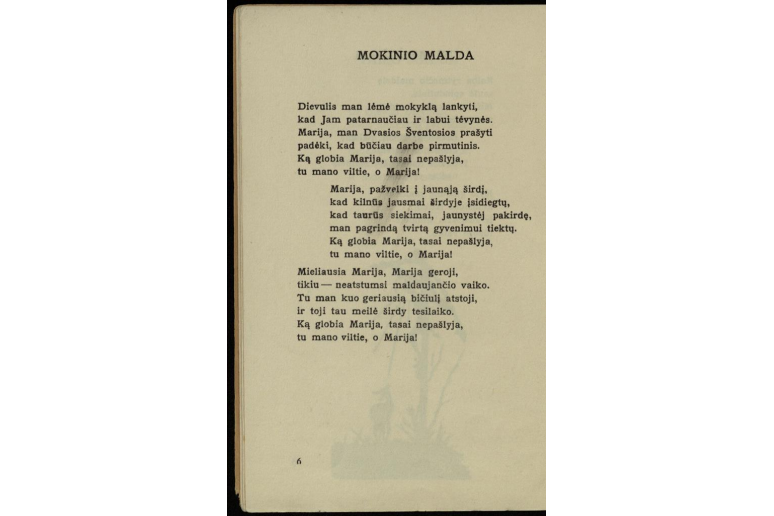 MOKINIO MALDA
Dievulis man lėmė mokyklą lankyti,
kad Jam patarnaučiau ir labui tėvynės.
Marija, man Dvasios Šventosios prašyti
padėki, kad būčiau darbe pirmutinis.
Ką globia Marija, tasai nepašlyja,
tu mano viltie, o Marija!
Marija, pažvelki į jaunąją širdį,
kad kilnūs jausmai širdyje įsidiegtų,
kad taurūs siekimai, jaunystėj pakirdę,
man pagrindą tvirtą gyvenimui tiektų.
Ką globia Marija, tasai nepašlyja,
tu mano viltie, o Marija!
Mieliausia Marija, Marija geroji,
tikiu — neatstumsi maldaujančio vaiko.
Tu man kuo geriausią bičiulį atstoji,
ir toji tau meilė širdy tesilaiko.
Ką globia Marija, tasai nepašlyja,
tu mano viltie, o Marija!
6